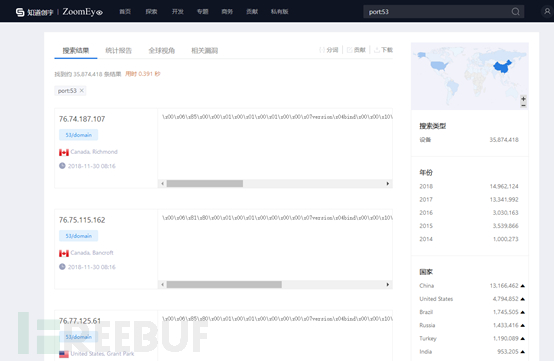 知道创宇 ZoomEye 首页 探索 开发 专题 商务 贡献 私有版 port:53
搜索结果 统计报告 全球视角 相关漏洞 分词 贡献 下载
找到约 35,874,418 条结果 用时 0.391 秒
port:53 ×
76.74.187.107
53/domain
Canada, Richmond
2018-11-30 08:16
\x00\x06\x85\x00\x00\x01\x00\x01\x00\x01\x00\x00\x07version\x04bind\x00\x00\x10\
76.75.115.162
53/domain
Canada, Bancroft
2018-11-30 08:16
\x00\x06\x81\x80\x00\x01\x00\x01\x00\x00\x00\x00\x07version\x04bind\x00\x00\x10\
76.77.125.61
53/domain
United States, Grant Park
\x00\x06\x85\x80\x00\x01\x00\x01\x00\x00\x00\x00\x07version\x04bind\x00\x00\x10\
搜索类型
设备 35,874,418
年份
2018 14,962,124
2017 13,341,992
2016 3,030,163
2015 3,539,866
2014 1,000,273
国家
China 13,166,462
United States 4,794,852
Brazil 1,745,505
Russia 1,433,416
Turkey 1,190,089
India 953,205
FREEBUF